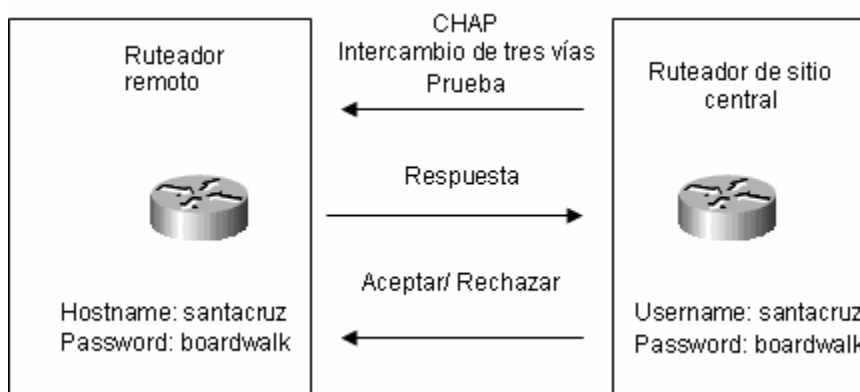 CHAP
Intercambio de tres vías
Prueba
Ruteador
remoto
Ruteador de sitio
central
Respuesta
Aceptar/ Rechazar
Hostname: santacruz
Password: boardwalk
Username: santacruz
Password: boardwalk